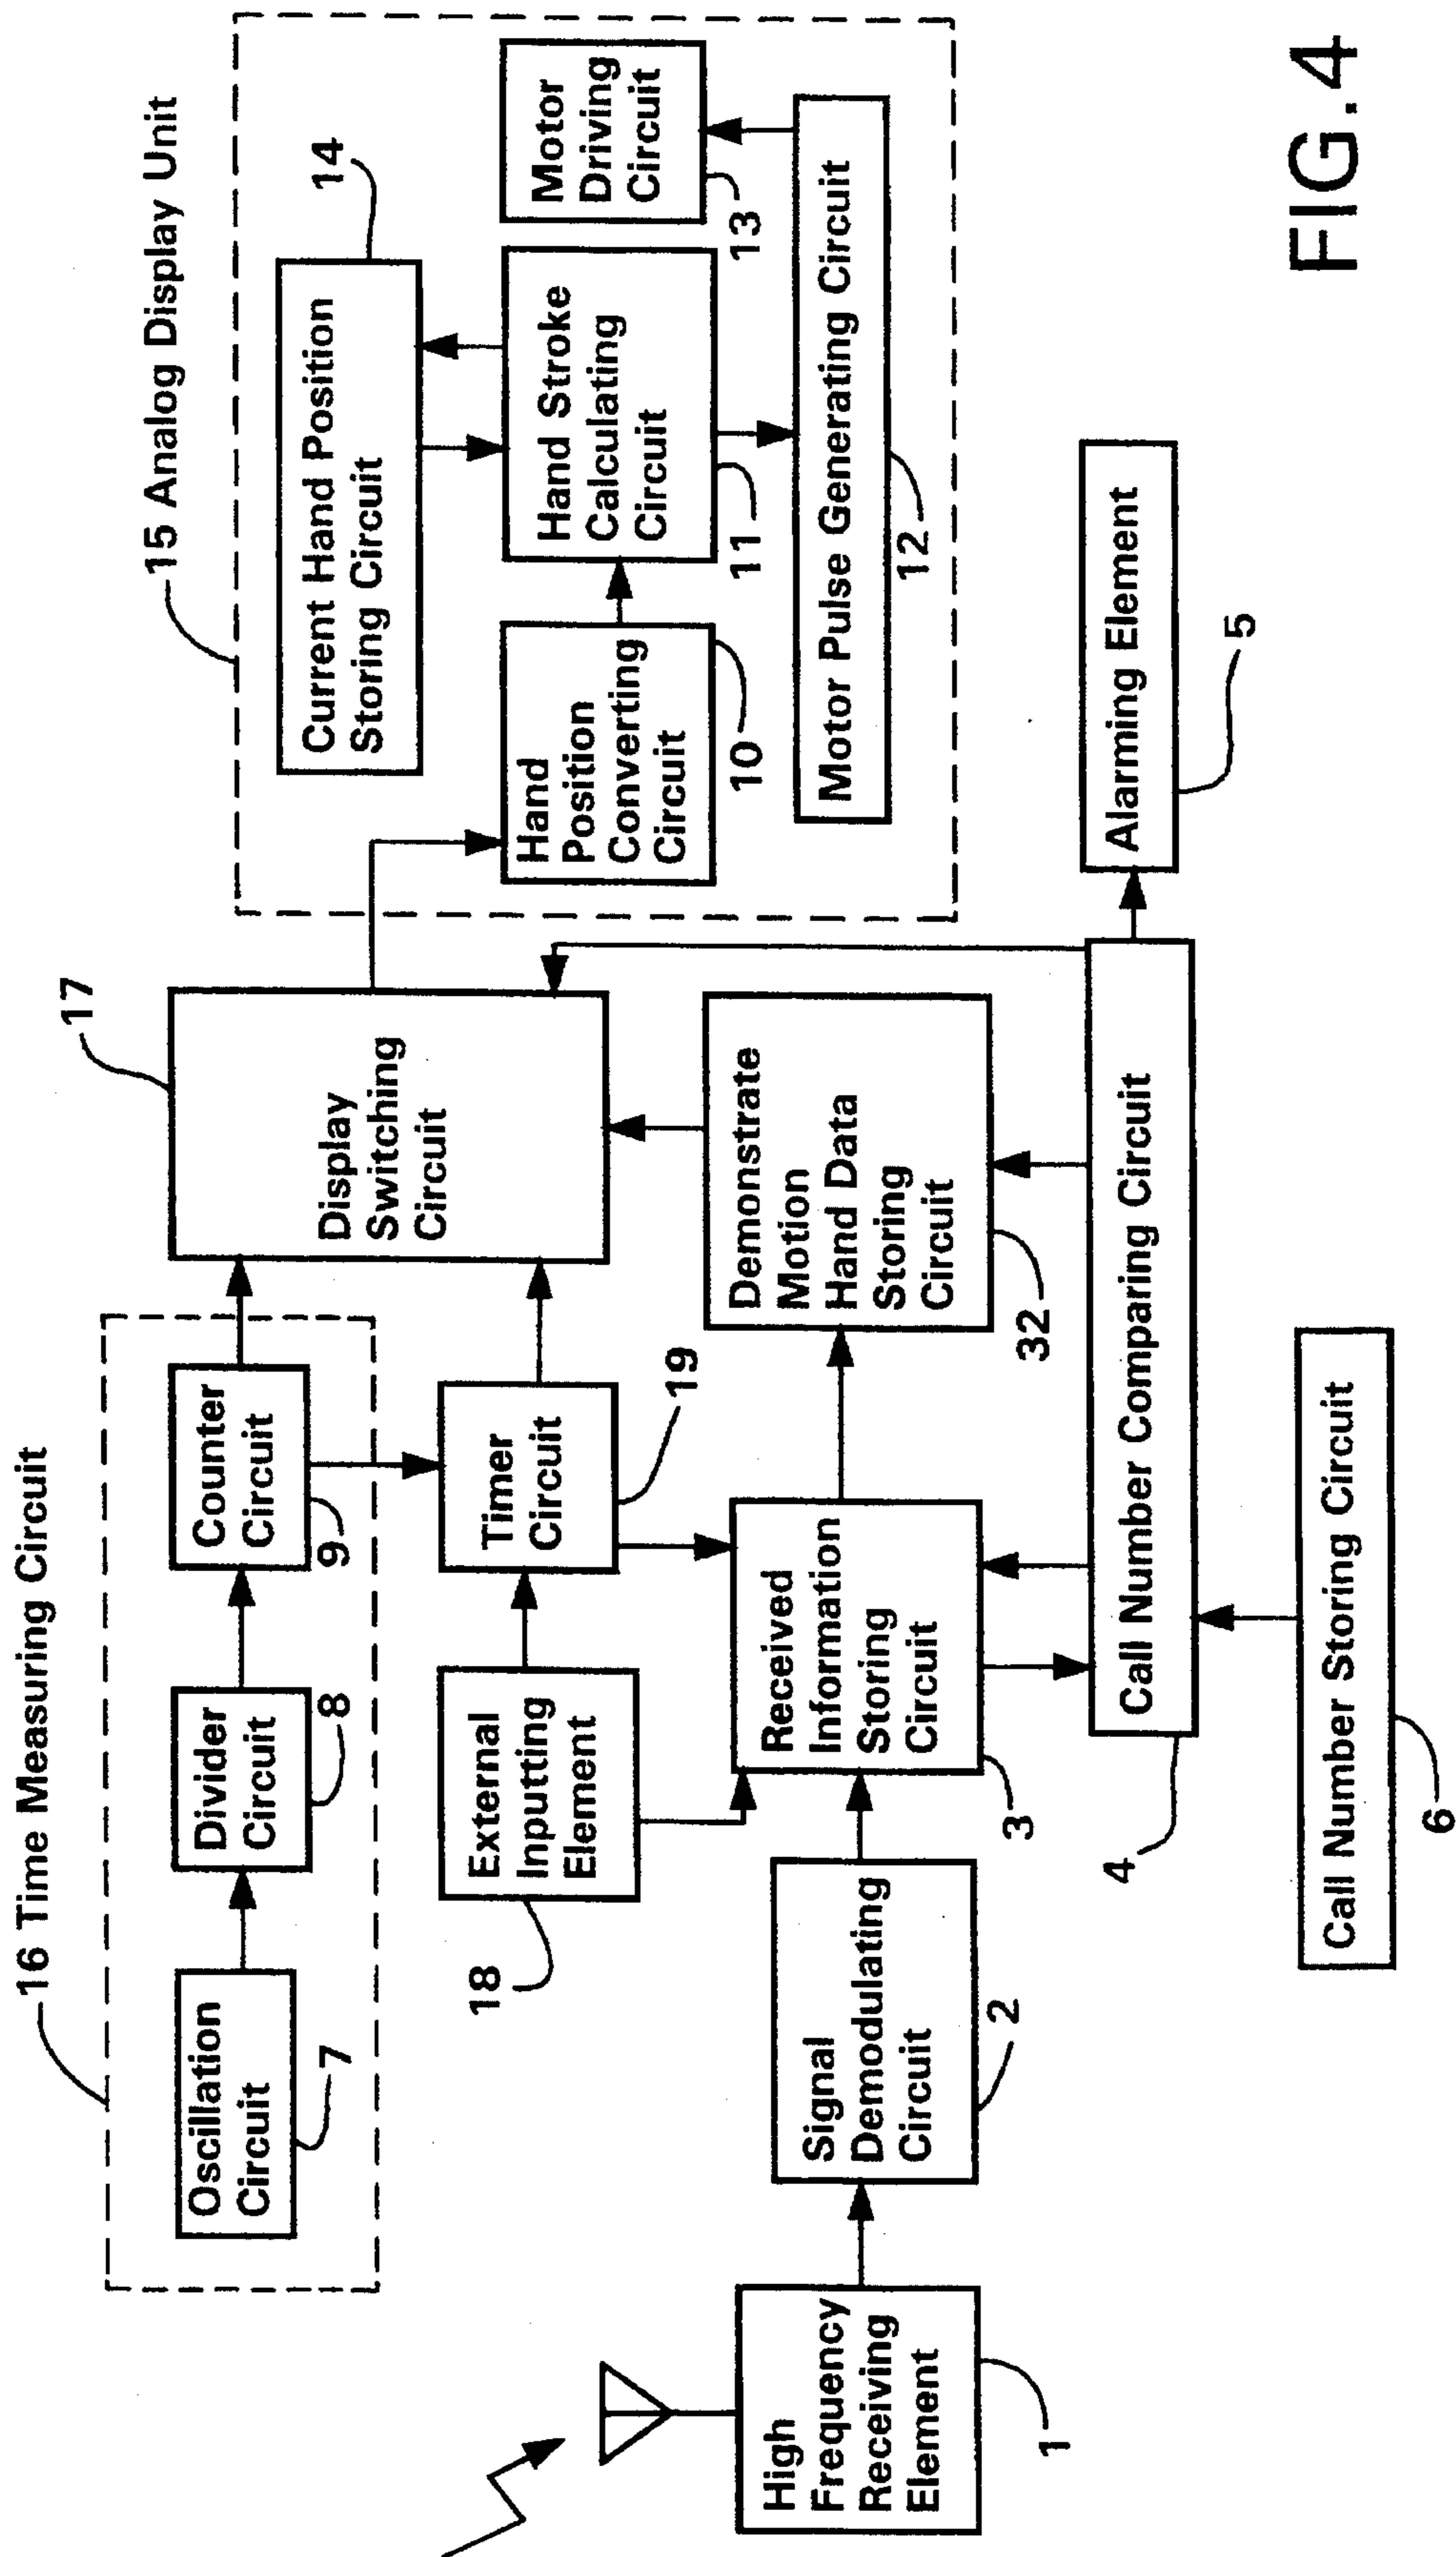 16 Time Measuring Circuit
Oscillation
Circuit
7
Divider
Circuit
8
Counter
Circuit
9
17
Display
Switching
Circuit
15 Analog Display Unit
Current Hand Position
Storing Circuit
14
Hand
Position
Converting
Circuit
10
Hand Stroke
Calculating
Circuit
11
Motor
Driving
Circuit
13
Motor Pulse Generating Circuit
12
External
Inputting
Element
18
Timer
Circuit
19
High
Frequency
Receiving
Element
1
Signal
Demodulating
Circuit
2
Received
Information
Storing
Circuit
3
Demonstrate
Motion
Hand Data
Storing
Circuit
32
Call Number Comparing Circuit
4
Alarming Element
5
Call Number Storing Circuit
6
FIG.4